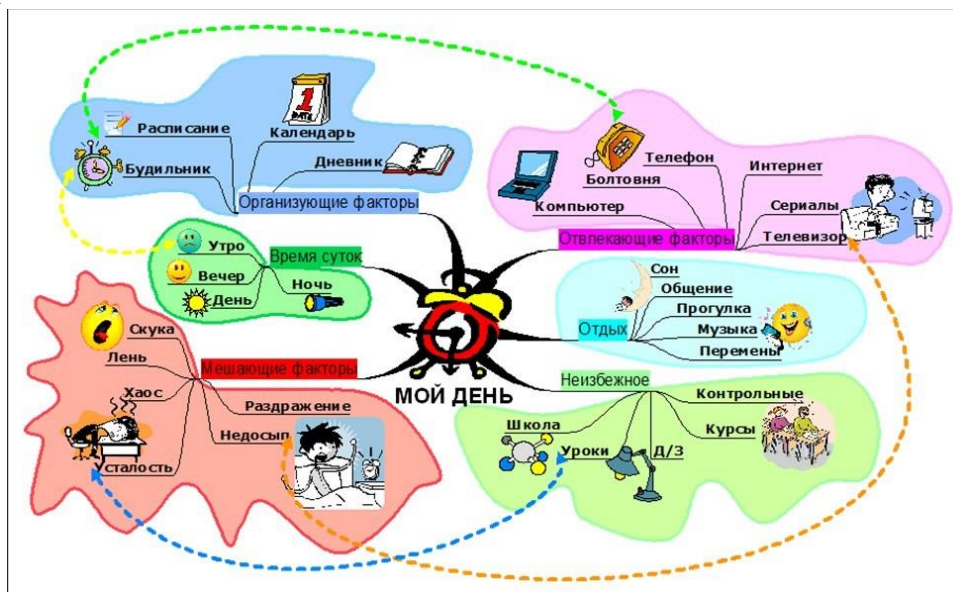 1
DATE
Расписание
Календарь
Будильник
Дневник
Организующие факторы
Телефон
Интернет
Болтовня
Компьютер
Сериалы
Телевизор
Отвлекающие факторы
Утро
Время суток
Вечер
Ночь
День
Сон
Общение
Прогулка
Отдых
Музыка
Перемены
Скука
Лень
Мешающие факторы
Хаос
Раздражение
Недосып
Усталость
МОЙ ДЕНЬ
Неизбежное
Контрольные
Школа
Курсы
Уроки
Д/З